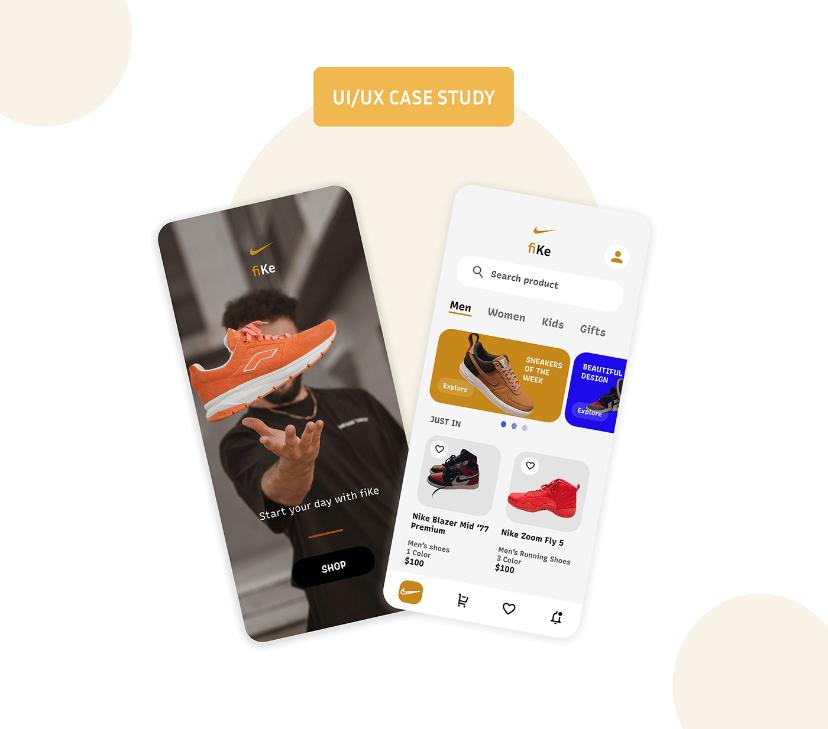 UI/UX CASE STUDY
fiKe
Start your day with fiKe
SHOP
fiKe
Search product
Men Women Kids Gifts
SNEAKERS
OF THE
WEEK
Explore
BEAUTIFUL
DESIGN
Explore
JUST IN
Nike Blazer Mid '77
Premium
Men's shoes
1 Color
$100
Nike Zoom Fly 5
Men's Running Shoes
3 Color
$100